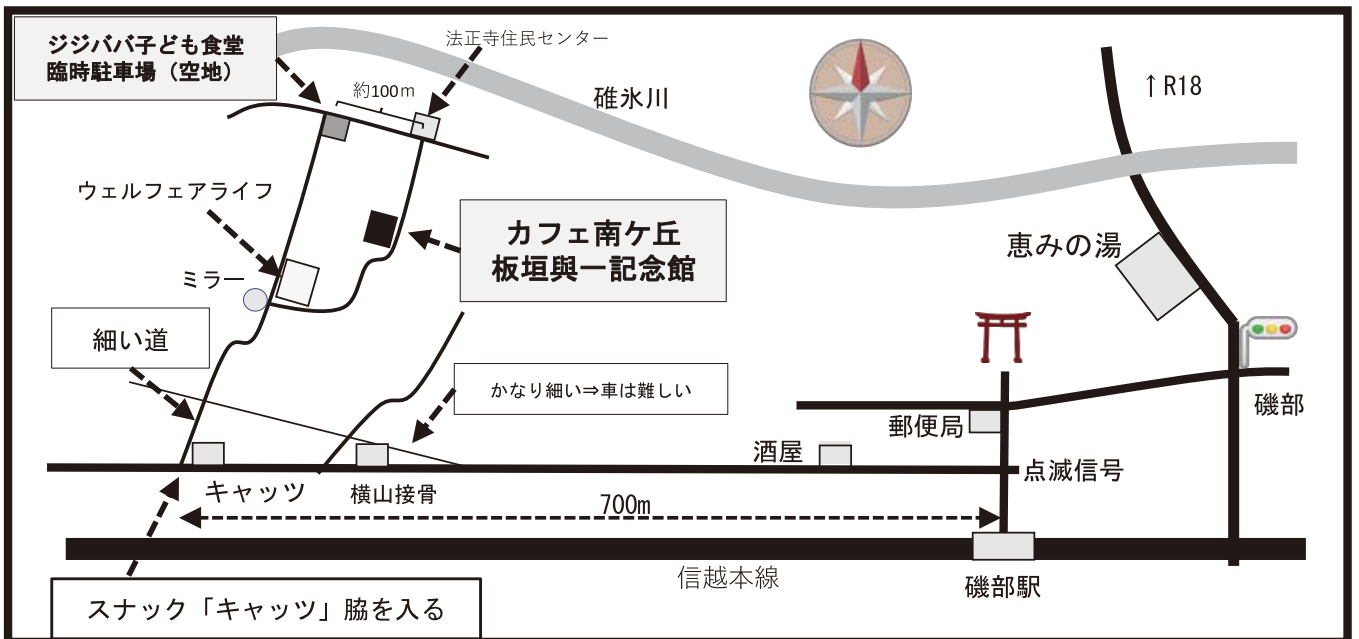 ジジババ子ども食堂
臨時駐車場（空地）
法正寺住民センター
約100m
碓氷川
↑R18
ウェルフェアライフ
カフェ南ケ丘
板垣與一記念館
恵みの湯
ミラー
細い道
かなり細い⇒車は難しい
磯部
郵便局
酒屋
点滅信号
キャッツ
横山接骨
700m
信越本線
磯部駅
スナック「キャッツ」脇を入る